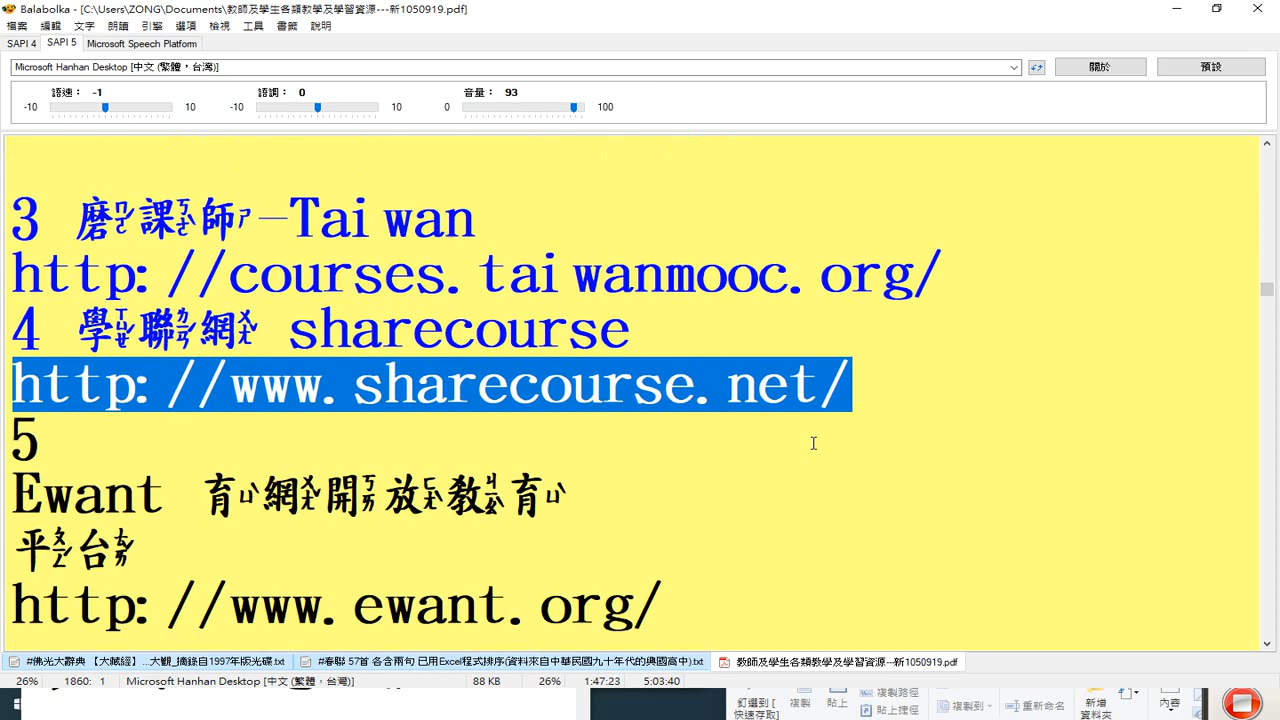 Balabolka - [C:\Users\ZONG\Documents\教師及學生各類教學及學習資源---新1050919.pdf]
檔案 編輯 文字 朗讀 引擎 選項 檢視 工具 書籤 說明
SAPI 4 SAPI 5 Microsoft Speech Platform
Microsoft Hanhan Desktop [中文 (繁體，台灣)] 關於 預設
語速： -1 語調： 0 音量： 93
-10 10 -10 10 0 100
3 磨課師-Taiwan
http://courses.taiwanmooc.org/
4 學聯網 sharecourse
http://www.sharecourse.net/
5
Ewant 育網開放教育
平台
http://www.ewant.org/
#佛光大辭典 【大藏經】 ...大觀_摘錄自1997年版光碟.txt #春聯 57首 各含兩句 已用Excel程式排序(資料來自中華民國九十年代的興國高中).txt 教師及學生各類教學及學習資源---新1050919.pdf
26% 1860: 1 Microsoft Hanhan Desktop [中文 (繁體，台灣)] 88 KB 26% 1:47:23 5:03:40
釘選到 [ 複製 貼上 複製路徑 複製到 重新命名 新增 內容
快速存取] 貼上捷徑 資料夾